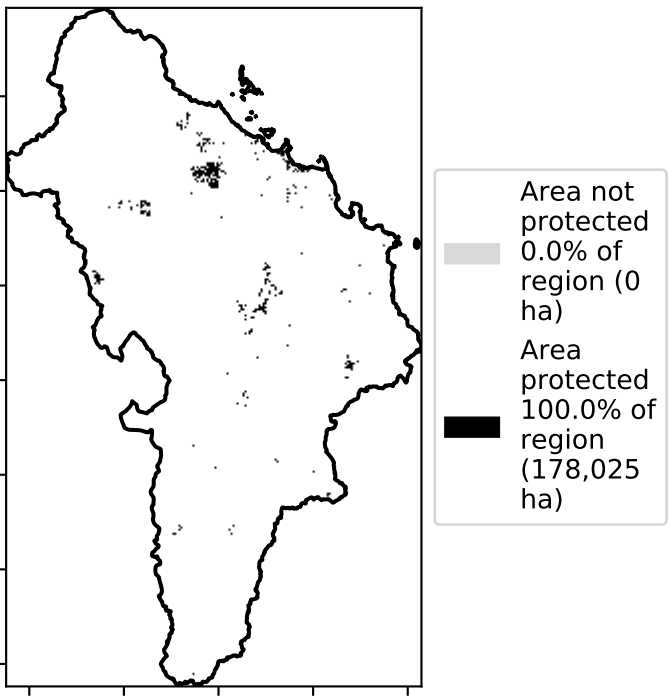 Area not
protected
0.0% of
region (0
ha)
Area
protected
100.0% of
region
(178,025
ha)